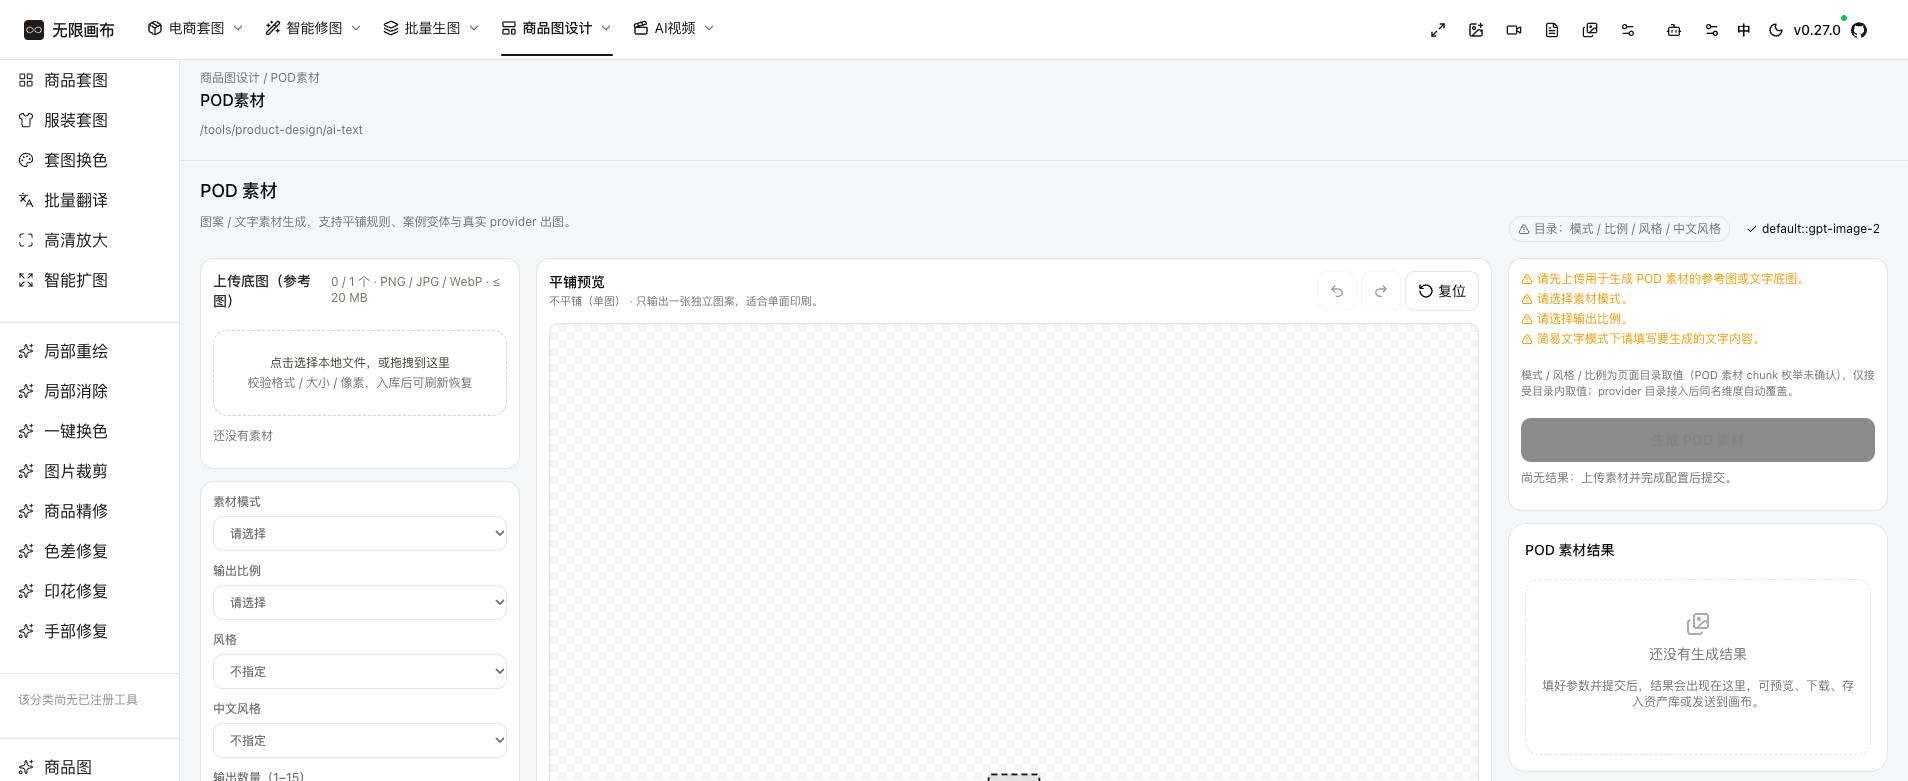 无限画布
电商套图
智能修图
批量生图
商品图设计
AI视频
中
v0.27.0
商品套图
服装套图
套图换色
批量翻译
高清放大
智能扩图
局部重绘
局部消除
一键换色
图片裁剪
商品精修
色差修复
印花修复
手部修复
该分类尚无已注册工具
商品图
商品图设计 / POD素材
POD素材
/tools/product-design/ai-text
POD 素材
图案 / 文字素材生成，支持平铺规则、案例变体与真实 provider 出图。
目录：模式 / 比例 / 风格 / 中文风格
default::gpt-image-2
上传底图（参考
图）
0 / 1 个 · PNG / JPG / WebP · ≤
20 MB
点击选择本地文件，或拖拽到这里
校验格式 / 大小 / 像素，入库后可刷新恢复
还没有素材
素材模式
请选择
输出比例
请选择
风格
不指定
中文风格
不指定
输出数量（1–15）
平铺预览
不平铺（单图） · 只输出一张独立图案，适合单面印刷。
复位
请先上传用于生成 POD 素材的参考图或文字底图。
请选择素材模式。
请选择输出比例。
简易文字模式下请填写要生成的文字内容。
模式 / 风格 / 比例为页面目录取值（POD 素材 chunk 枚举未确认），仅接
受目录内取值；provider 目录接入后同名维度自动覆盖。
生成 POD 素材
尚无结果：上传素材并完成配置后提交。
POD 素材结果
还没有生成结果
填好参数并提交后，结果会出现在这里，可预览、下载、存
入资产库或发送到画布。